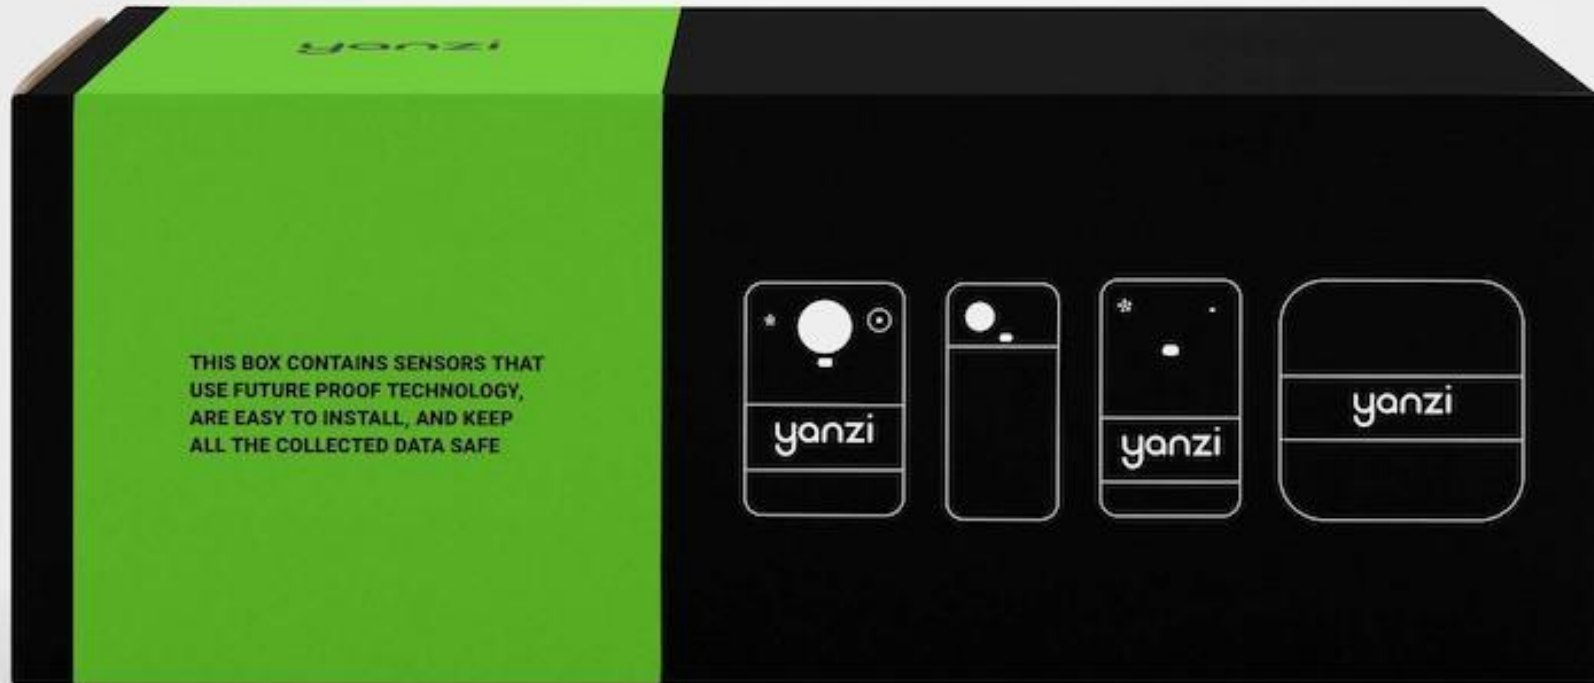 yanzi
THIS BOX CONTAINS SENSORS THAT
USE FUTURE PROOF TECHNOLOGY,
ARE EASY TO INSTALL, AND KEEP
ALL THE COLLECTED DATA SAFE
yanzi
yanzi
yanzi